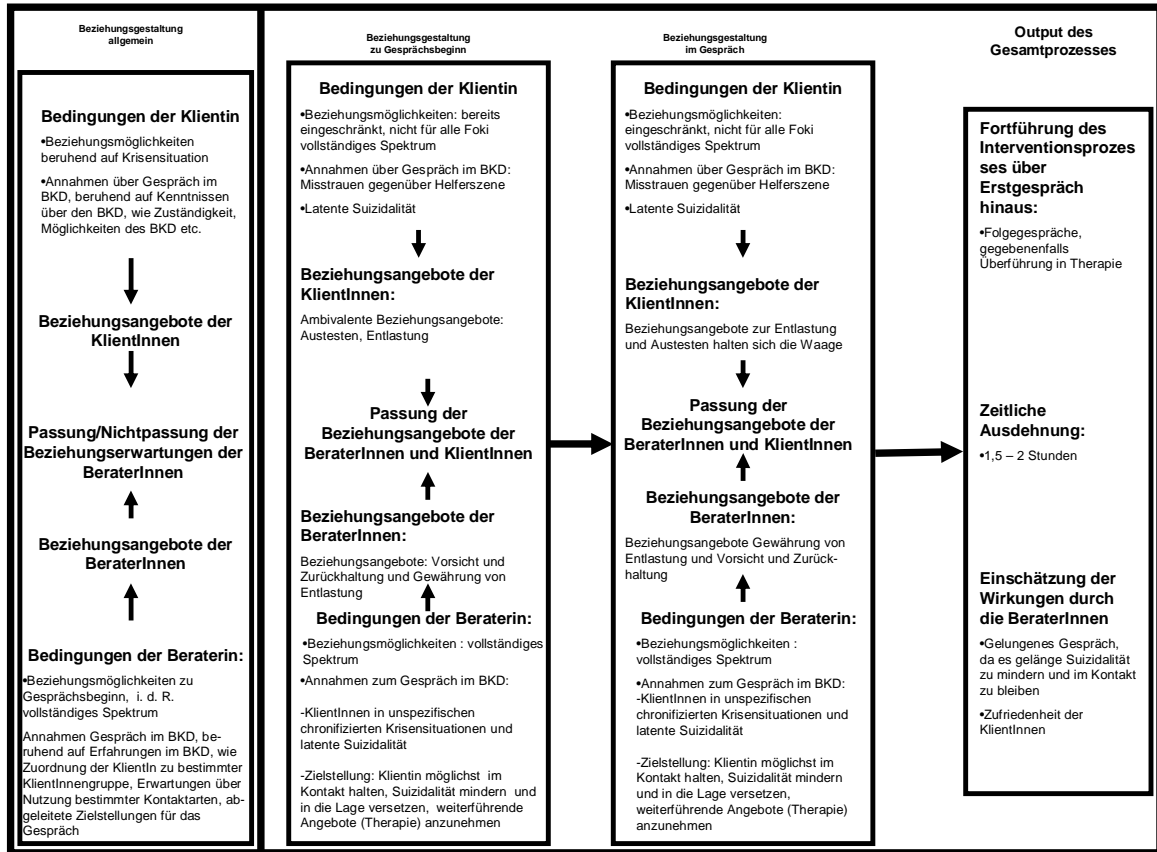 Beziehungsgestaltung
allgemein
Bedingungen der Klientin
•Beziehungsmöglichkeiten
beruhend auf Krisensituation
•Annahmen über Gespräch im
BKD, beruhend auf Kenntnissen
über den BKD, wie Zuständigkeit,
Möglichkeiten des BKD etc.
Beziehungsangebote der
KlientInnen
Passung/Nichtpassung der
Beziehungserwartungen der
BeraterInnen
Beziehungsangebote der
BeraterInnen
Bedingungen der Beraterin:
•Beziehungsmöglichkeiten zu
Gesprächsbeginn, i. d. R.
vollständiges Spektrum
Annahmen Gespräch im BKD, be-
ruhend auf Erfahrungen im BKD, wie
Zuordnung der KlientIn zu bestimmter
KlientInnengruppe, Erwartungen über
Nutzung bestimmter Kontaktarten, ab-
geleitete Zielstellungen für das
Gespräch
Beziehungsgestaltung
zu Gesprächsbeginn
Bedingungen der Klientin
•Beziehungsmöglichkeiten: bereits
eingeschränkt, nicht für alle Foki
vollständiges Spektrum
•Annahmen über Gespräch im BKD:
Misstrauen gegenüber Helferszene
•Latente Suizidalität
Beziehungsangebote der
KlientInnen:
Ambivalente Beziehungsangebote:
Austesten, Entlastung
Passung der
Beziehungsangebote der
BeraterInnen und KlientInnen
Beziehungsangebote der
BeraterInnen:
Beziehungsangebote: Vorsicht und
Zurückhaltung und Gewährung von
Entlastung
Bedingungen der Beraterin:
•Beziehungsmöglichkeiten : vollständiges
Spektrum
•Annahmen zum Gespräch im BKD:
-KlientInnen in unspezifischen
chronifizierten Krisensituationen und
latente Suizidalität
-Zielstellung: Klientin möglichst im
Kontakt halten, Suizidalität mindern und
in die Lage versetzen, weiterführende
Angebote (Therapie) anzunehmen
Beziehungsgestaltung
im Gespräch
Bedingungen der Klientin
•Beziehungsmöglichkeiten:
eingeschränkt, nicht für alle Foki
vollständiges Spektrum
•Annahmen über Gespräch im BKD:
Misstrauen gegenüber Helferszene
•Latente Suizidalität
Beziehungsangebote der
KlientInnen:
Beziehungsangebote zur Entlastung
und Austesten halten sich die Waage
Passung der
Beziehungsangebote der
BeraterInnen und KlientInnen
Beziehungsangebote der
BeraterInnen:
Beziehungsangebote Gewährung von
Entlastung und Vorsicht und Zurück-
haltung
Bedingungen der Beraterin:
•Beziehungsmöglichkeiten :
vollständiges Spektrum
•Annahmen zum Gespräch im BKD:
-KlientInnen in unspezifischen
chronifizierten Krisensituationen und
latente Suizidalität
-Zielstellung: Klientin möglichst im
Kontakt halten, Suizidalität mindern
und in die Lage versetzen,
weiterführende Angebote (Therapie)
anzunehmen
Output des
Gesamtprozesses
Fortführung des
Interventionsprozes
ses über
Erstgespräch
hinaus:
•Folgegespräche,
gegebenenfalls
Überführung in Therapie
Zeitliche
Ausdehnung:
•1,5 – 2 Stunden
Einschätzung der
Wirkungen durch
die BeraterInnen
•Gelungenes Gespräch,
da es gelänge Suizidalität
zu mindern und im Kontakt
zu bleiben
•Zufriedenheit der
KlientInnen